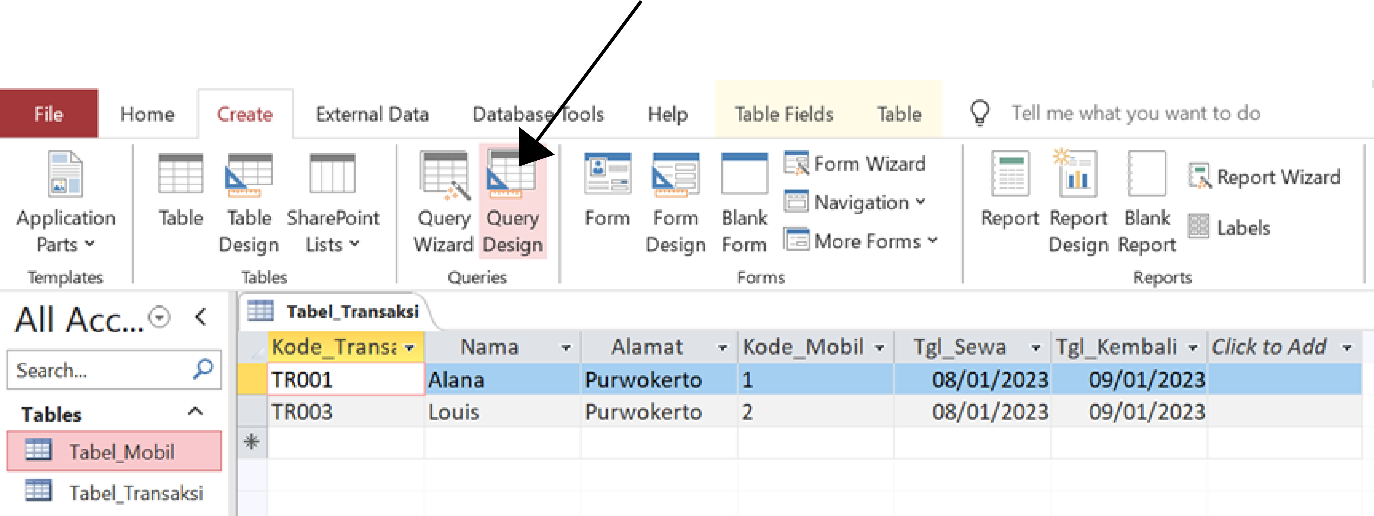 File Home Create External Data Database Tools Help Table Fields Table Tell me what you want to do
Application Parts
Table
Table Design
SharePoint Lists
Query Wizard
Query Design
Form
Form Design
Blank Form
Form Wizard
Navigation
More Forms
Report
Report Design
Blank Report
Report Wizard
Labels
Templates Tables Queries Forms Reports
All Acc...
Search...
Tables
Tabel_Mobil
Tabel_Transaksi
Tabel_Transaksi
Kode_Transa Nama Alamat Kode_Mobil Tgl_Sewa Tgl_Kembali Click to Add
TR001 Alana Purwokerto 1 08/01/2023 09/01/2023
TR003 Louis Purwokerto 2 08/01/2023 09/01/2023